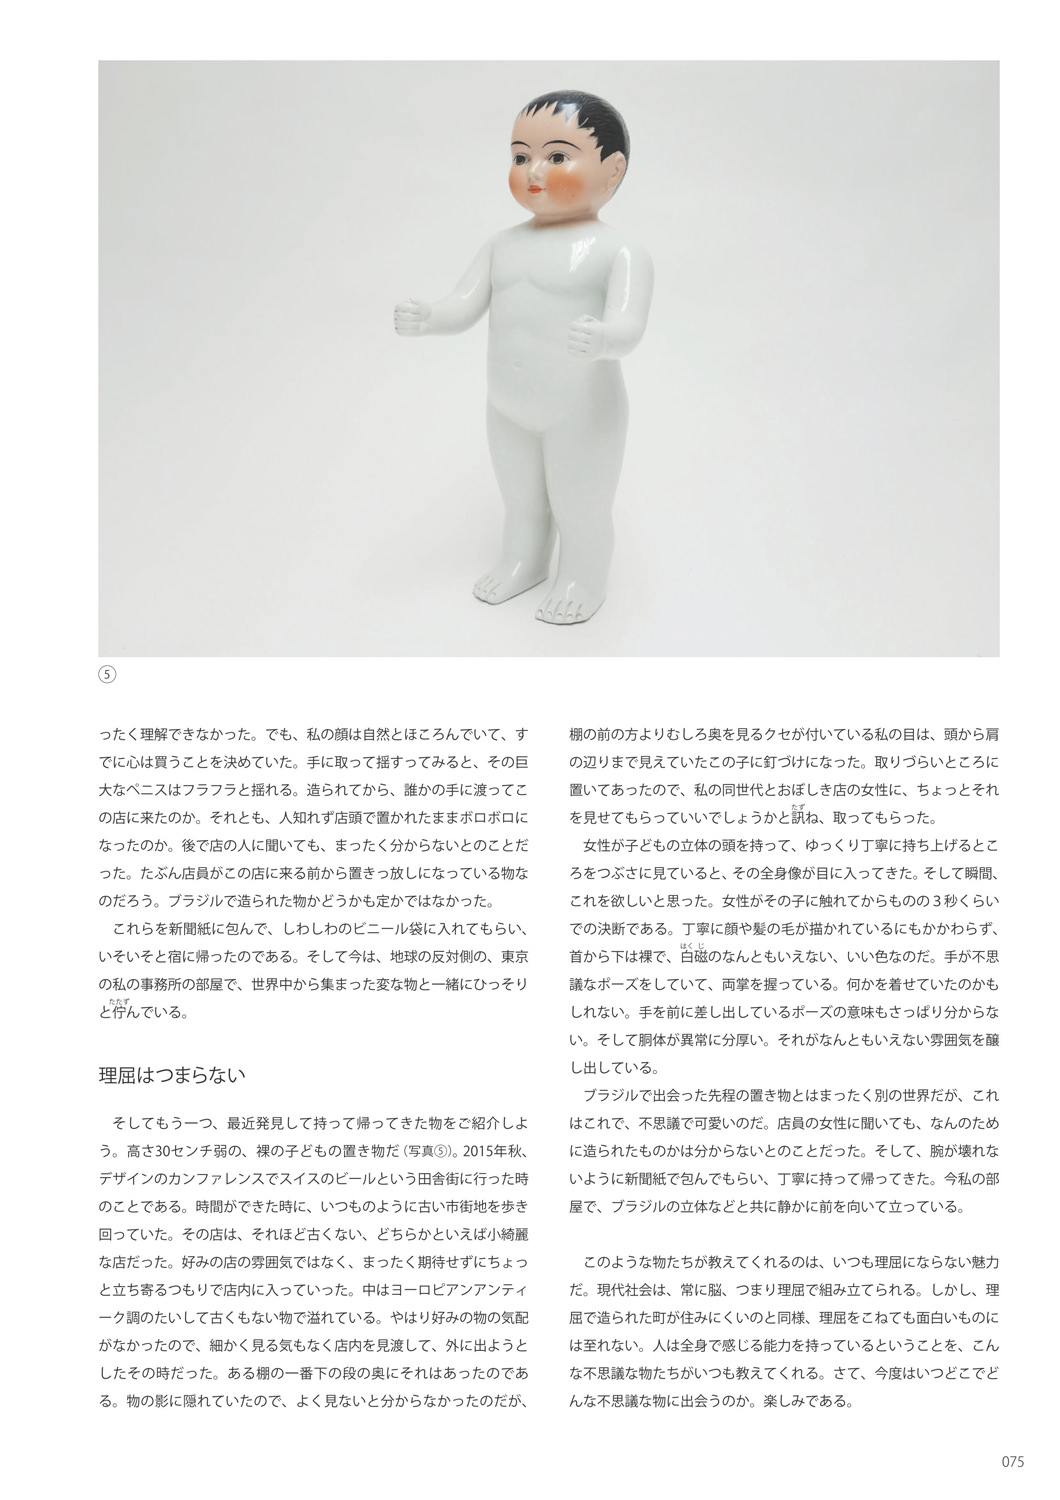 ⑤
ったく理解できなかった。でも、私の顔は自然とほころんでいて、す
でに心は買うことを決めていた。手に取って揺すってみると、その巨
大なペニスはフラフラと揺れる。造られてから、誰かの手に渡ってこ
の店に来たのか。それとも、人知れず店頭で置かれたままボロボロに
なったのか。後で店の人に聞いても、まったく分からないとのことだ
った。たぶん店員がこの店に来る前から置きっ放しになっている物な
のだろう。ブラジルで造られた物かどうかも定かではなかった。
これらを新聞紙に包んで、しわしわのビニール袋に入れてもらい、
いそいそと宿に帰ったのである。そして今は、地球の反対側の、東京
の私の事務所の部屋で、世界中から集まった変な物と一緒にひっそり
たたず
と佇んでいる。
理屈はつまらない
そしてもう一つ、最近発見して持って帰ってきた物をご紹介しよ
う。高さ30センチ弱の、裸の子どもの置き物だ(写真⑤)。2015年秋、
デザインのカンファレンスでスイスのビールという田舎街に行った時
のことである。時間ができた時に、いつものように古い市街地を歩き
回っていた。その店は、それほど古くない、どちらかといえば小綺麗
な店だった。好みの店の雰囲気ではなく、まったく期待せずにちょっ
と立ち寄るつもりで店内に入っていった。中はヨーロピアンアンティ
ーク調のたいして古くもない物で溢れている。やはり好みの物の気配
がなかったので、細かく見る気もなく店内を見渡して、外に出ようと
したその時だった。ある棚の一番下の段の奥にそれはあったのであ
る。物の影に隠れていたので、よく見ないと分からなかったのだが、
棚の前の方よりむしろ奥を見るクセが付いている私の目は、頭から肩
の辺りまで見えていたこの子に釘づけになった。取りづらいところに
置いてあったので、私の同世代とおぼしき店の女性に、ちょっとそれ
たず
を見せてもらっていいでしょうかと訊ね、取ってもらった。
女性が子どもの立体の頭を持って、ゆっくり丁寧に持ち上げるとこ
ろをつぶさに見ていると、その全身像が目に入ってきた。そして瞬間、
これを欲しいと思った。女性がその子に触れてからものの3秒くらい
での決断である。丁寧に顔や髪の毛が描かれているにもかかわらず、
はくじ
首から下は裸で、白磁のなんともいえない、いい色なのだ。手が不思
議なポーズをしていて、両掌を握っている。何かを着せていたのかも
しれない。手を前に差し出しているポーズの意味もさっぱり分からな
い。そして胴体が異常に分厚い。それがなんともいえない雰囲気を醸
し出している。
ブラジルで出会った先程の置き物とはまったく別の世界だが、これ
はこれで、不思議で可愛いのだ。店員の女性に聞いても、なんのため
に造られたものかは分からないとのことだった。そして、腕が壊れな
いように新聞紙で包んでもらい、丁寧に持って帰ってきた。今私の部
屋で、ブラジルの立体などと共に静かに前を向いて立っている。
このような物たちが教えてくれるのは、いつも理屈にならない魅力
だ。現代社会は、常に脳、つまり理屈で組み立てられる。しかし、理
屈で造られた町が住みにくいのと同様、理屈をこねても面白いものに
は至れない。人は全身で感じる能力を持っているということを、こん
な不思議な物たちがいつも教えてくれる。さて、今度はいつどこでど
んな不思議な物に出会うのか。楽しみである。
075